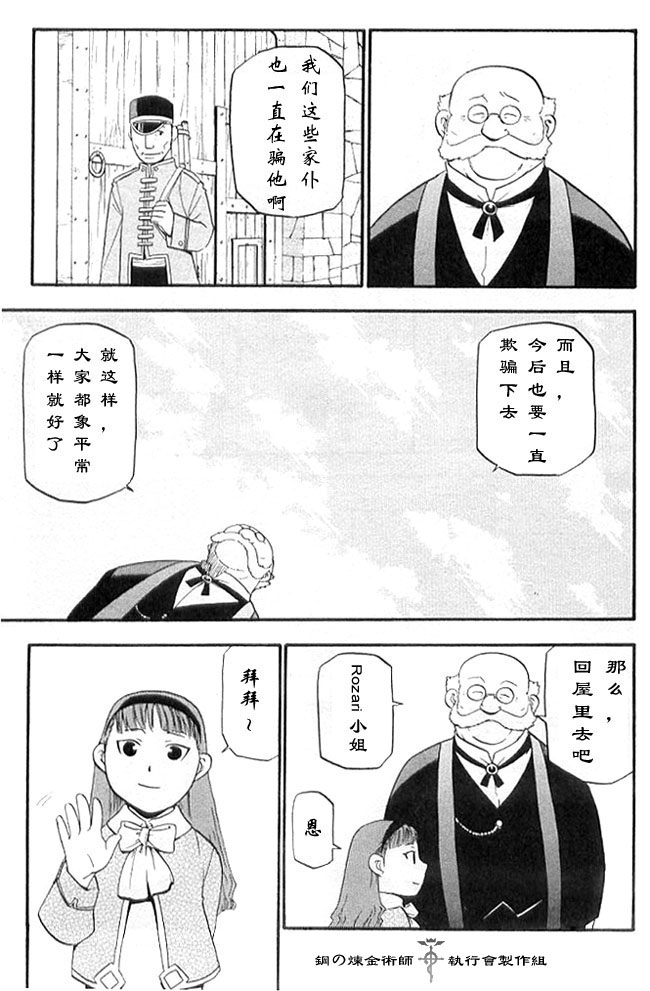 我们这些家仆
也一直在骗他啊
而且，
今后也要一直
欺骗下去
就这样，
大家都象平常
一样就好了
那么，
回屋里去吧
Rozari 小姐
恩
拜拜～
鋼の煉金術師 執行會製作組